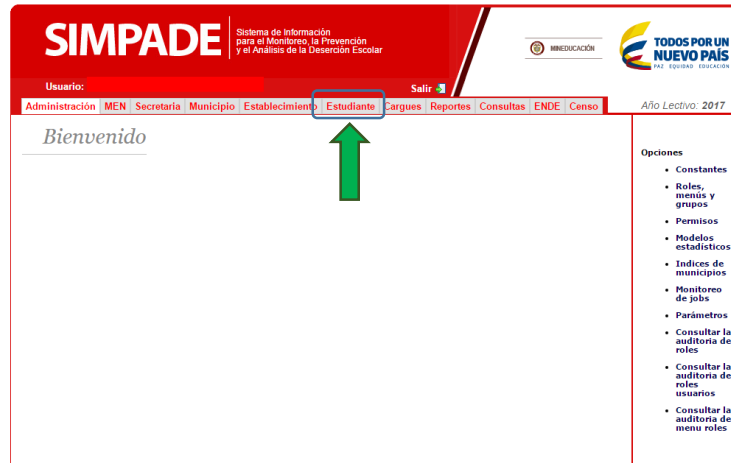 SIMPADE
Sistema de Información
para el Monitoreo, la Prevención
y el Análisis de la Deserción Escolar
MINEDUCACIÓN
TODOS POR UN
NUEVO PAÍS
PAZ EQUIDAD EDUCACIÓN
Usuario:
Salir
Administración MEN Secretaria Municipio Establecimiento Estudiante Cargues Reportes Consultas ENDE Censo
Año Lectivo: 2017
Bienvenido
Opciones
• Constantes
• Roles,
menús y
grupos
• Permisos
• Modelos
estadísticos
• Indices de
municipios
• Monitoreo
de jobs
• Parámetros
• Consultar la
auditoria de
roles
• Consultar la
auditoria de
roles
usuarios
• Consultar la
auditoria de
menu roles